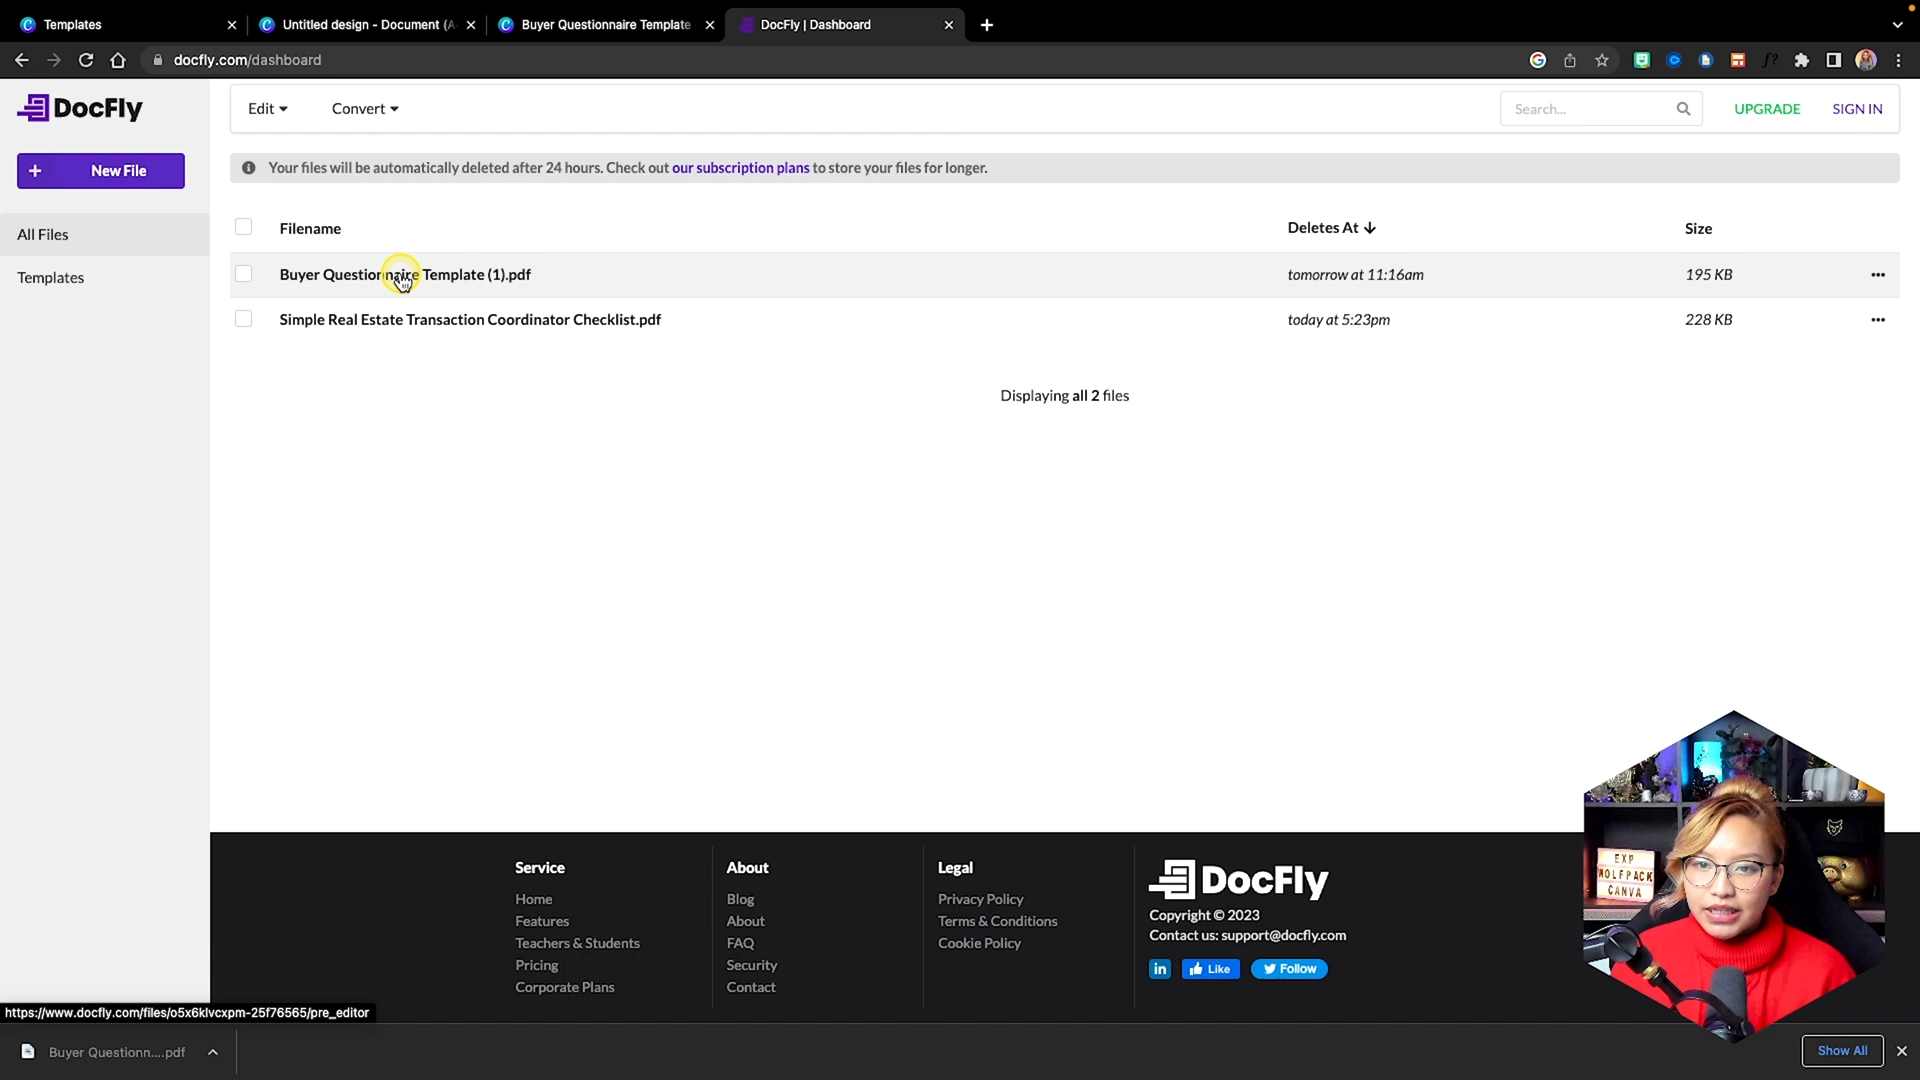 Templates
Untitled design - Document (A
Buyer Questionnaire Template
DocFly | Dashboard
docfly.com/dashboard
DocFly
Edit
Convert
Search...
UPGRADE
SIGN IN
+ New File
Your files will be automatically deleted after 24 hours. Check out our subscription plans to store your files for longer.
All Files
Templates
Filename
Deletes At
Size
Buyer Questionnaire Template (1).pdf
tomorrow at 11:16am
195 KB
Simple Real Estate Transaction Coordinator Checklist.pdf
today at 5:23pm
228 KB
Displaying all 2 files
Service
Home
Features
Teachers & Students
Pricing
Corporate Plans
About
Blog
About
FAQ
Security
Contact
Legal
Privacy Policy
Terms & Conditions
Cookie Policy
DocFly
Copyright © 2023
Contact us: support@docfly.com
in
Like
Follow
EXP
WOLFPACK
CANVA
https://www.docfly.com/files/o5x6klvcxpm-25f76565/pre_editor
Buyer Questionn....pdf
Show All